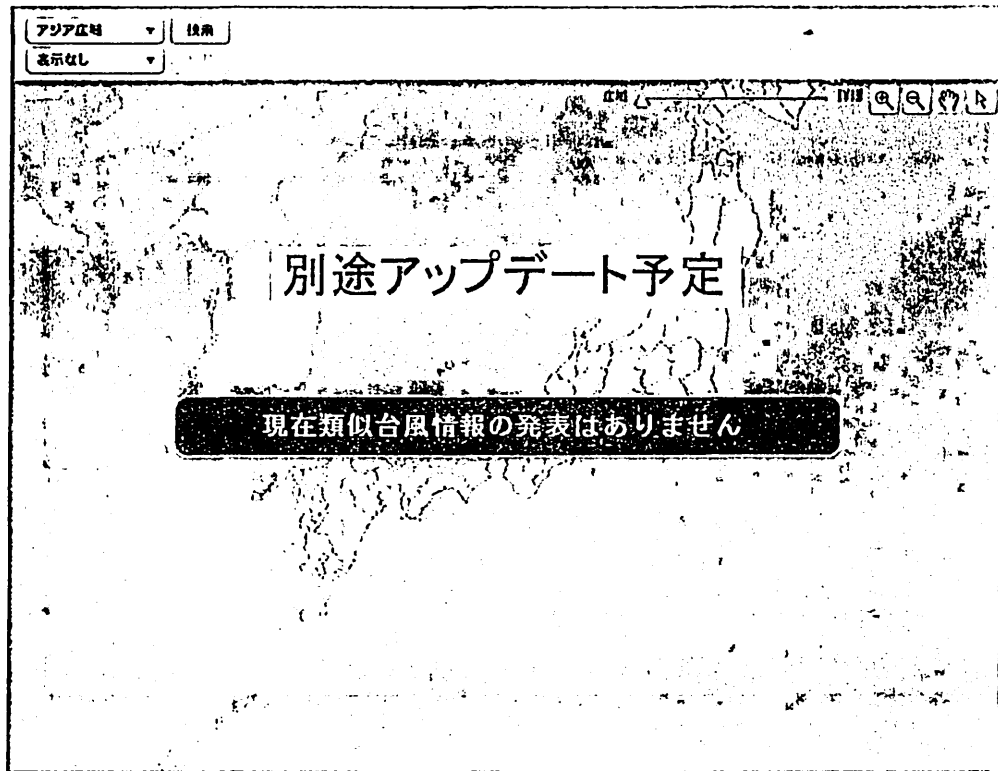 アジア広域
検索
表示なし
広域
詳細
別途アップデート予定
現在類似台風情報の発表はありません